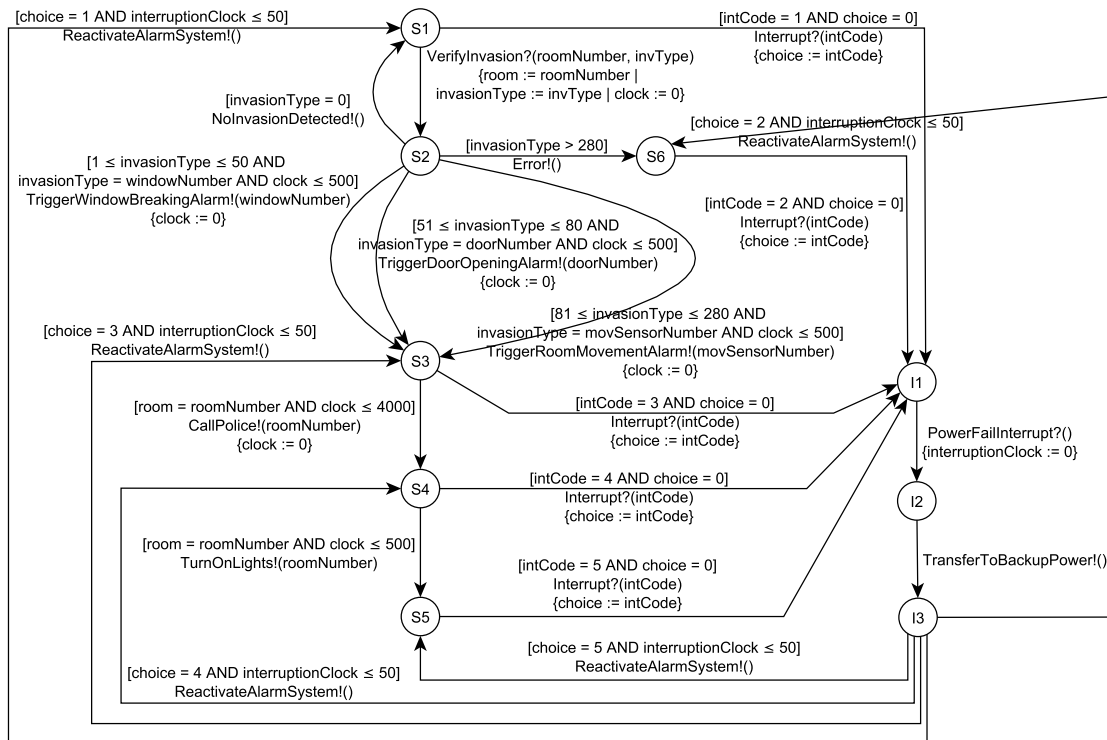 [choice = 1 AND interruptionClock ≤ 50]
ReactivateAlarmSystem!()
S1
[intCode = 1 AND choice = 0]
Interrupt?(intCode)
{choice := intCode}
VerifyInvasion?(roomNumber, invType)
{room := roomNumber |
invasionType := invType | clock := 0}
[invasionType = 0]
NoInvasionDetected!()
S2
[invasionType > 280]
Error!()
S6
[choice = 2 AND interruptionClock ≤ 50]
ReactivateAlarmSystem!()
[1 ≤ invasionType ≤ 50 AND
invasionType = windowNumber AND clock ≤ 500]
TriggerWindowBreakingAlarm!(windowNumber)
{clock := 0}
[intCode = 2 AND choice = 0]
Interrupt?(intCode)
{choice := intCode}
[51 ≤ invasionType ≤ 80 AND
invasionType = doorNumber AND clock ≤ 500]
TriggerDoorOpeningAlarm!(doorNumber)
{clock := 0}
[81 ≤ invasionType ≤ 280 AND
invasionType = movSensorNumber AND clock ≤ 500]
TriggerRoomMovementAlarm!(movSensorNumber)
{clock := 0}
[choice = 3 AND interruptionClock ≤ 50]
ReactivateAlarmSystem!()
S3
I1
[room = roomNumber AND clock ≤ 4000]
CallPolice!(roomNumber)
{clock := 0}
[intCode = 3 AND choice = 0]
Interrupt?(intCode)
{choice := intCode}
PowerFailInterrupt?()
{interruptionClock := 0}
S4
[intCode = 4 AND choice = 0]
Interrupt?(intCode)
{choice := intCode}
I2
[room = roomNumber AND clock ≤ 500]
TurnOnLights!(roomNumber)
[intCode = 5 AND choice = 0]
Interrupt?(intCode)
{choice := intCode}
TransferToBackupPower!()
S5
I3
[choice = 5 AND interruptionClock ≤ 50]
ReactivateAlarmSystem!()
[choice = 4 AND interruptionClock ≤ 50]
ReactivateAlarmSystem!()